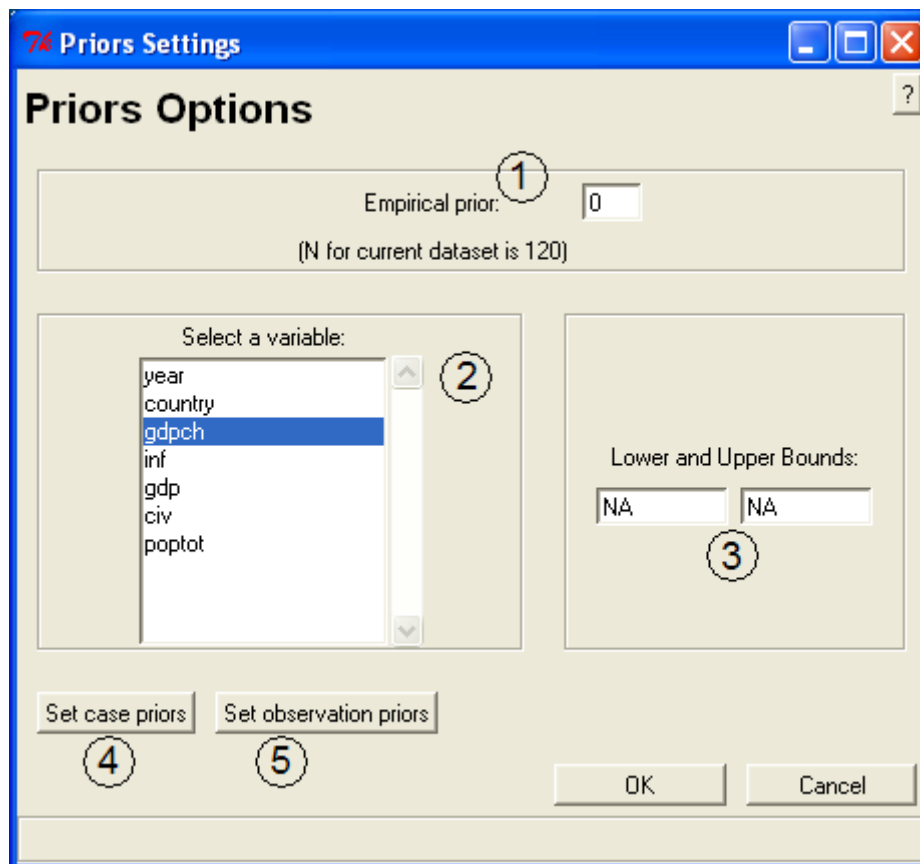 7% Priors Settings
Priors Options
?
1
Empirical prior: 0
(N for current dataset is 120)
Select a variable:
2
year
country
gdpch
inf
gdp
civ
poptot
Lower and Upper Bounds:
NA NA
3
Set case priors Set observation priors
4 5
OK Cancel